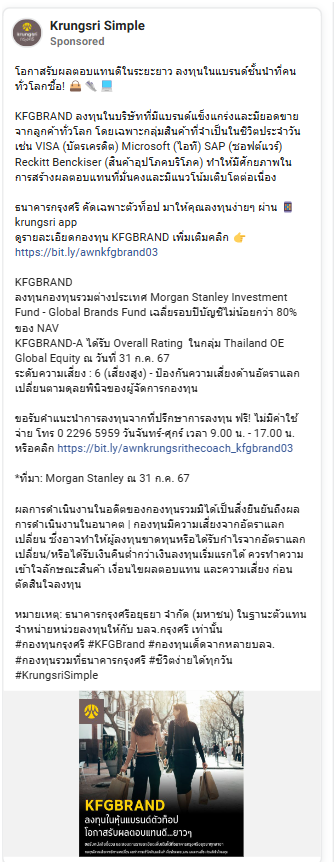 Krungsri Simple
Sponsored
โอกาสรับผลตอบแทนดีในระยะยาว ลงทุนในแบรนด์ชั้นนำที่คน
ทั่วโลกซื้อ! 👜 👠 💻
KFGBRAND ลงทุนในบริษัทที่มีแบรนด์แข็งแกร่งและมียอดขาย
จากลูกค้าทั่วโลก โดยเฉพาะกลุ่มสินค้าที่จำเป็นในชีวิตประจำวัน
เช่น VISA (บัตรเครดิต) Microsoft (ไอที) SAP (ซอฟต์แวร์)
Reckitt Benckiser (สินค้าอุปโภคบริโภค) ทำให้มีศักยภาพใน
การสร้างผลตอบแทนที่มั่นคงและมีแนวโน้มเติบโตต่อเนื่อง
ธนาคารกรุงศรี คัดเฉพาะตัวท็อป มาให้คุณลงทุนง่ายๆ ผ่าน 📱
krungsri app
ดูรายละเอียดกองทุน KFGBRAND เพิ่มเติมคลิก 👉
https://bit.ly/awnkfgbrand03
KFGBRAND
ลงทุนกองทุนรวมต่างประเทศ Morgan Stanley Investment
Fund - Global Brands Fund เฉลี่ยรอบปีบัญชีไม่น้อยกว่า 80%
ของ NAV
KFGBRAND-A ได้รับ Overall Rating ในกลุ่ม Thailand OE
Global Equity ณ วันที่ 31 ก.ค. 67
ระดับความเสี่ยง : 6 (เสี่ยงสูง) - ป้องกันความเสี่ยงด้านอัตราแลก
เปลี่ยนตามดุลยพินิจของผู้จัดการกองทุน
ขอรับคำแนะนำการลงทุนจากที่ปรึกษาการลงทุน ฟรี! ไม่มีค่าใช้
จ่าย โทร 0 2296 5959 วันจันทร์-ศุกร์ เวลา 9.00 น. - 17.00 น.
หรือคลิก https://bit.ly/awnkrungsrithecoach_kfgbrand03
*ที่มา: Morgan Stanley ณ 31 ก.ค. 67
ผลการดำเนินงานในอดีตของกองทุนรวมมิได้เป็นสิ่งยืนยันถึงผล
การดำเนินงานในอนาคต | กองทุนมีความเสี่ยงจากอัตราแลก
เปลี่ยน ซึ่งอาจทำให้ผู้ลงทุนขาดทุนหรือได้รับกำไรจากอัตราแลก
เปลี่ยน/หรือได้รับเงินคืนต่ำกว่าเงินลงทุนเริ่มแรกได้ ควรทำความ
เข้าใจลักษณะสินค้า เงื่อนไขผลตอบแทน และความเสี่ยง ก่อน
ตัดสินใจลงทุน
หมายเหตุ: ธนาคารกรุงศรีอยุธยา จำกัด (มหาชน) ในฐานะตัวแทน
จำหน่ายหน่วยลงทุนให้กับ บลจ.กรุงศรี เท่านั้น
#กองทุนกรุงศรี #KFGBrand #กองทุนเด็ดจากหลายบลจ.
#กองทุนรวมที่ธนาคารกรุงศรี #ชีวิตง่ายได้ทุกวัน
#KrungsriSimple
KFGBRAND
ลงทุนในหุ้นแบรนด์ตัวท็อป
โอกาสรับผลตอบแทนดี...ยาวๆ